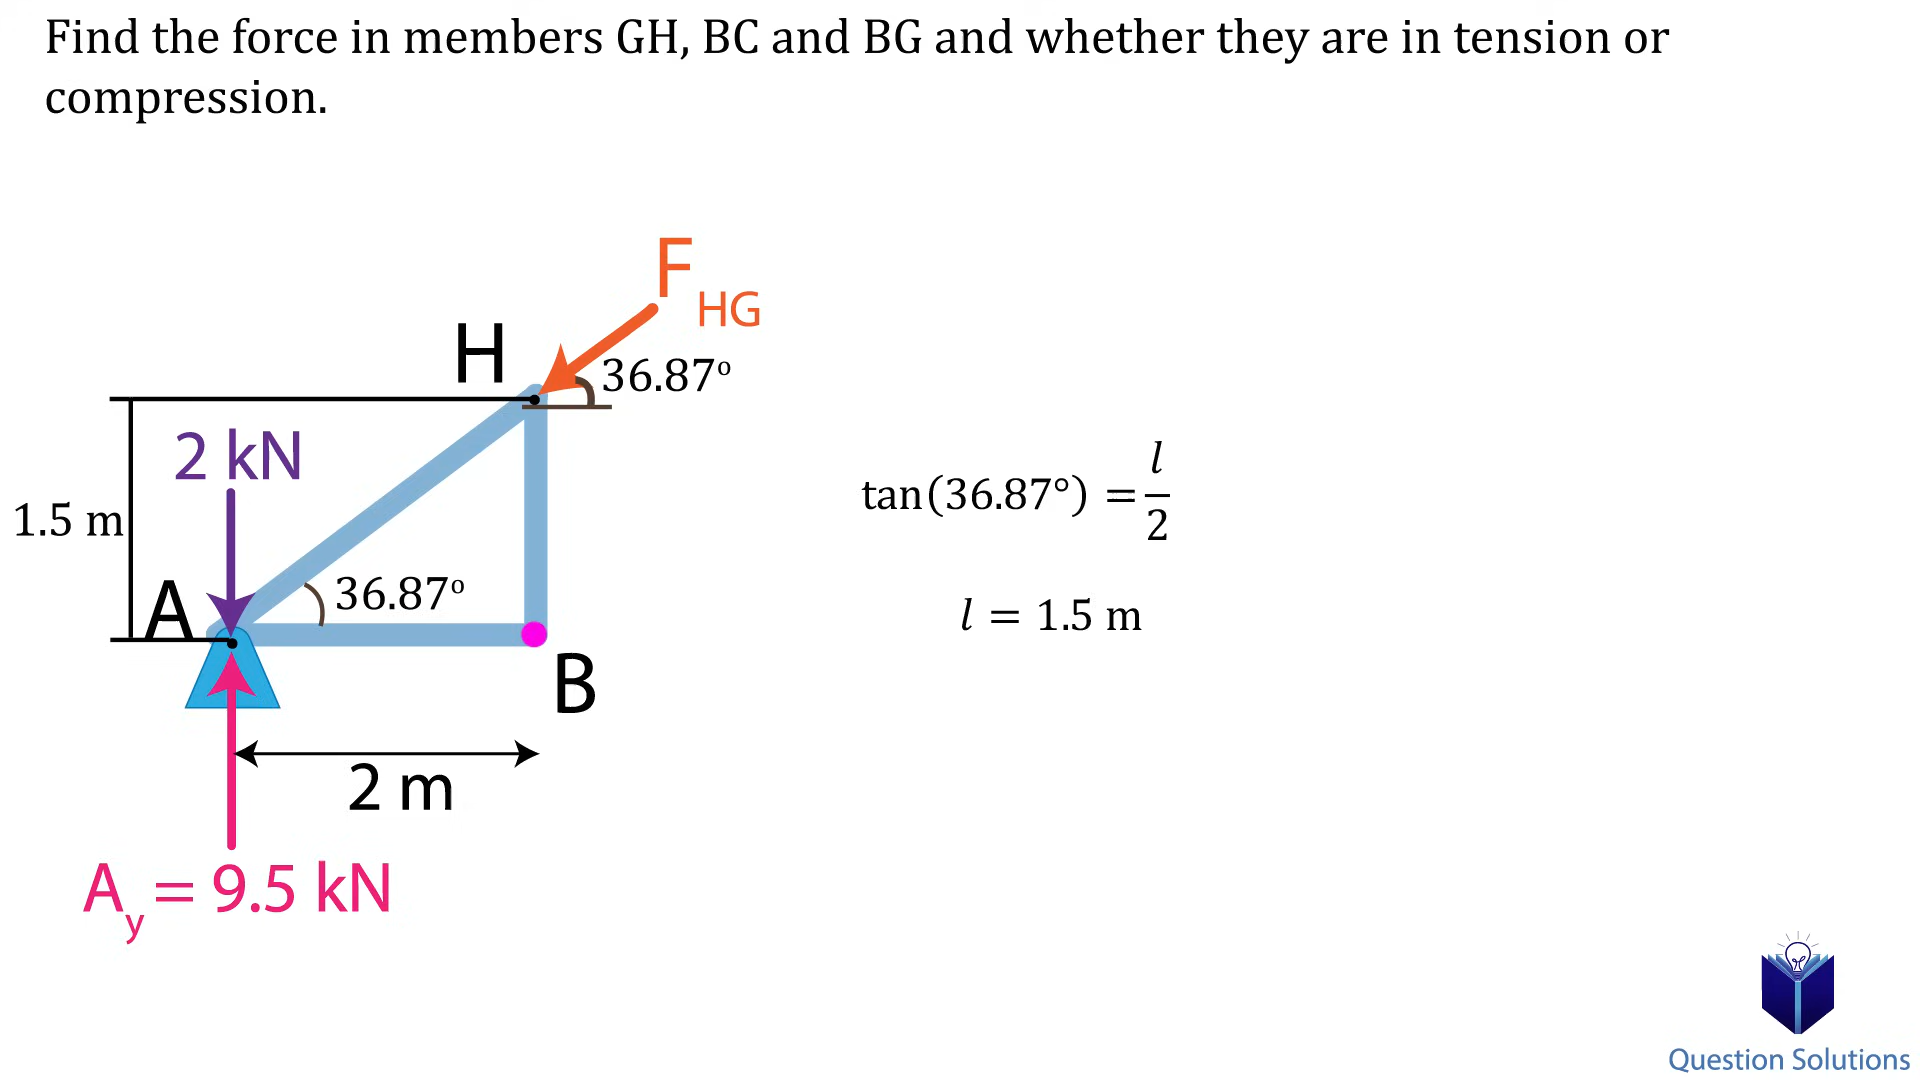 Find the force in members GH, BC and BG and whether they are in tension or
compression.
F HG
H
36.87°
2 kN
1.5 m
A
36.87°
B
2 m
A y = 9.5 kN
tan(36.87°) = l/2
l = 1.5 m
Question Solutions